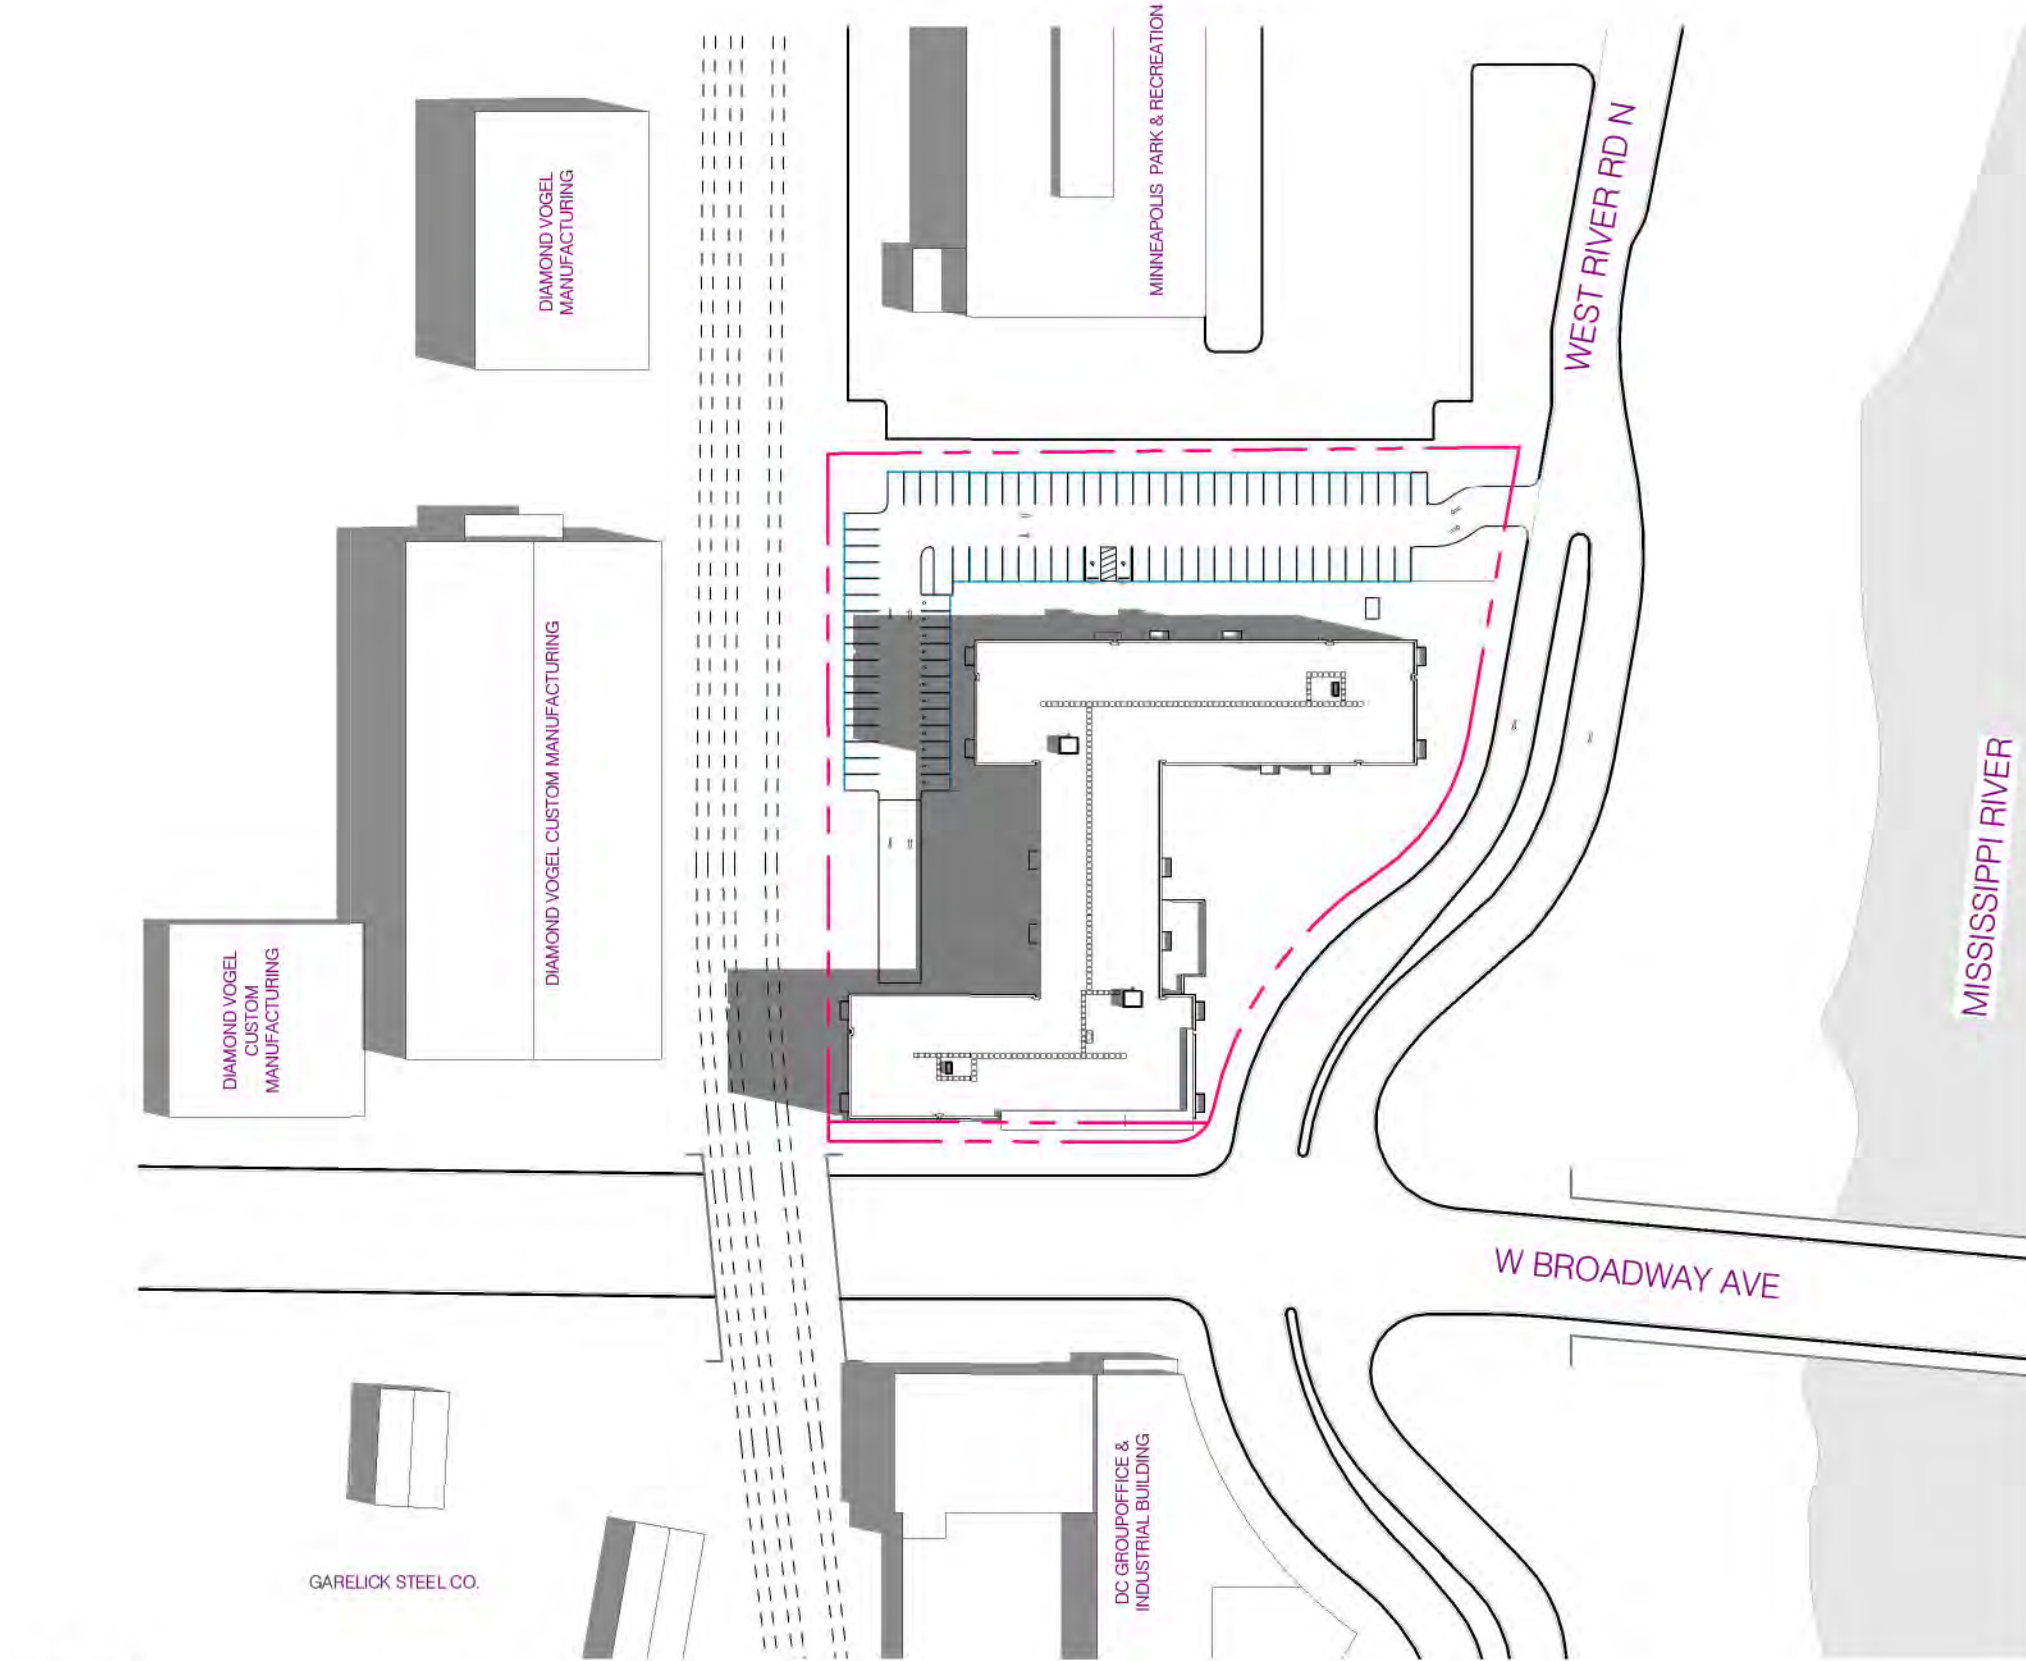 MINNEAPOLIS PARK & RECREATION
WEST RIVER RD N
DIAMOND VOGEL
MANUFACTURING
DIAMOND VOGEL CUSTOM MANUFACTURING
DIAMOND VOGEL
CUSTOM
MANUFACTURING
MISSISSIPPI RIVER
W BROADWAY AVE
DC GROUPOFFICE &
INDUSTRIAL BUILDING
GARELICK STEEL CO.